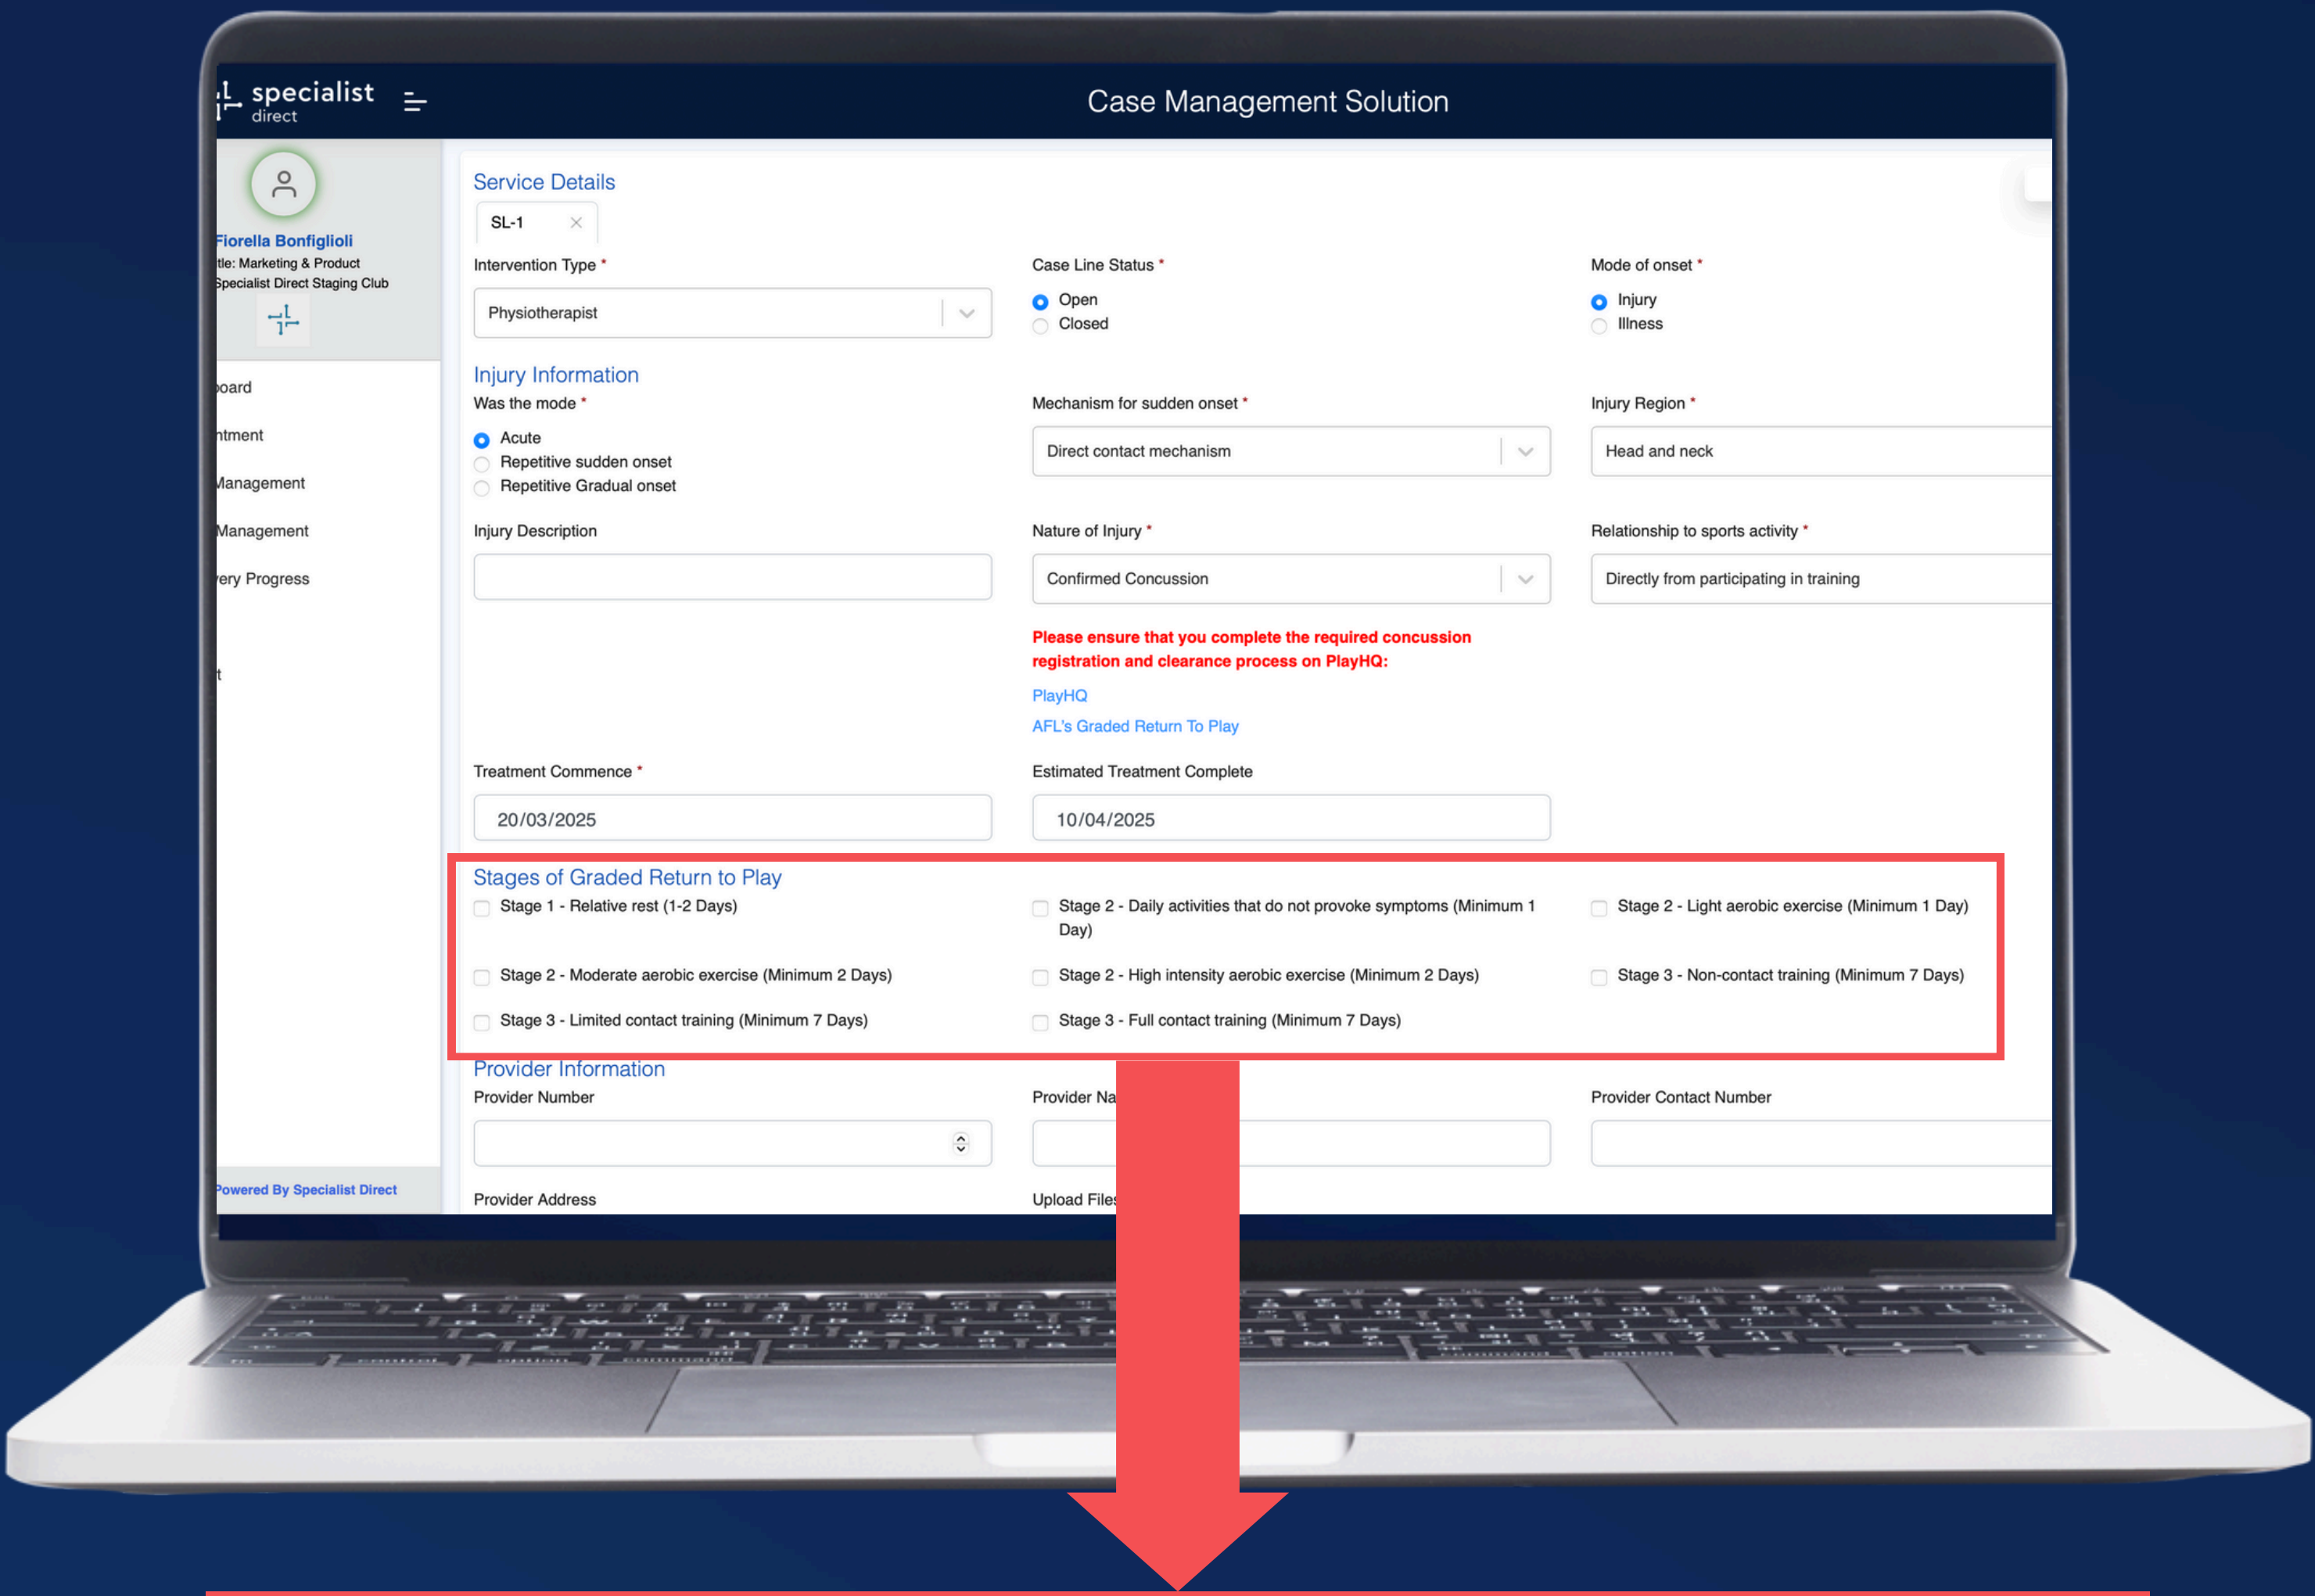 specialist
direct
Case Management Solution
Fiorella Bonfiglioli
tle: Marketing & Product
Specialist Direct Staging Club
board
ntment
Management
Management
very Progress
t
Powered By Specialist Direct
Service Details
SL-1 ×
Intervention Type *
Case Line Status *
Mode of onset *
Physiotherapist
Open
Closed
Injury
Illness
Injury Information
Was the mode *
Mechanism for sudden onset *
Injury Region *
Acute
Repetitive sudden onset
Repetitive Gradual onset
Direct contact mechanism
Head and neck
Injury Description
Nature of Injury *
Relationship to sports activity *
Confirmed Concussion
Directly from participating in training
Please ensure that you complete the required concussion
registration and clearance process on PlayHQ:
PlayHQ
AFL's Graded Return To Play
Treatment Commence *
Estimated Treatment Complete
20/03/2025
10/04/2025
Stages of Graded Return to Play
Stage 1 - Relative rest (1-2 Days)
Stage 2 - Daily activities that do not provoke symptoms (Minimum 1
Day)
Stage 2 - Light aerobic exercise (Minimum 1 Day)
Stage 2 - Moderate aerobic exercise (Minimum 2 Days)
Stage 2 - High intensity aerobic exercise (Minimum 2 Days)
Stage 3 - Non-contact training (Minimum 7 Days)
Stage 3 - Limited contact training (Minimum 7 Days)
Stage 3 - Full contact training (Minimum 7 Days)
Provider Information
Provider Number
Provider Na
Provider Contact Number
Provider Address
Upload Files
control
option
command
command
option